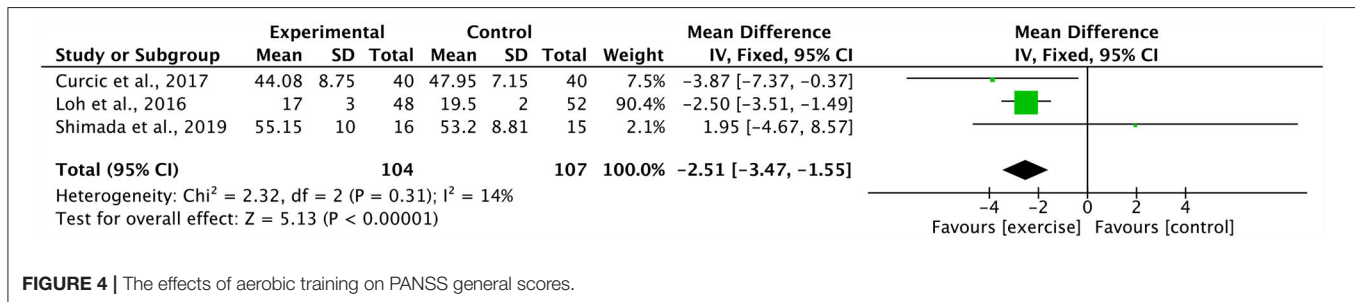 Experimental Control Mean Difference Mean Difference
Study or Subgroup Mean SD Total Mean SD Total Weight IV, Fixed, 95% CI IV, Fixed, 95% CI
Curcic et al., 2017 44.08 8.75 40 47.95 7.15 40 7.5% −3.87 [−7.37, −0.37]
Loh et al., 2016 17 3 48 19.5 2 52 90.4% −2.50 [−3.51, −1.49]
Shimada et al., 2019 55.15 10 16 53.2 8.81 15 2.1% 1.95 [−4.67, 8.57]
Total (95% CI) 104 107 100.0% −2.51 [−3.47, −1.55]
Heterogeneity: Chi² = 2.32, df = 2 (P = 0.31); I² = 14%
Test for overall effect: Z = 5.13 (P < 0.00001)
−4 −2 0 2 4
Favours [exercise] Favours [control]
FIGURE 4 | The effects of aerobic training on PANSS general scores.